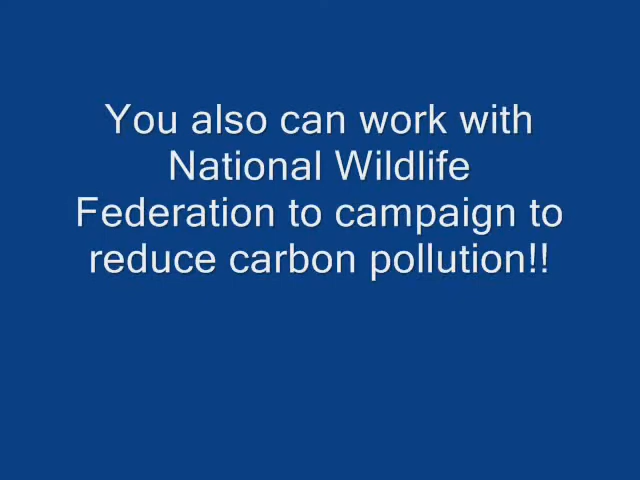 You also can work with
National Wildlife
Federation to campaign to
reduce carbon pollution!!